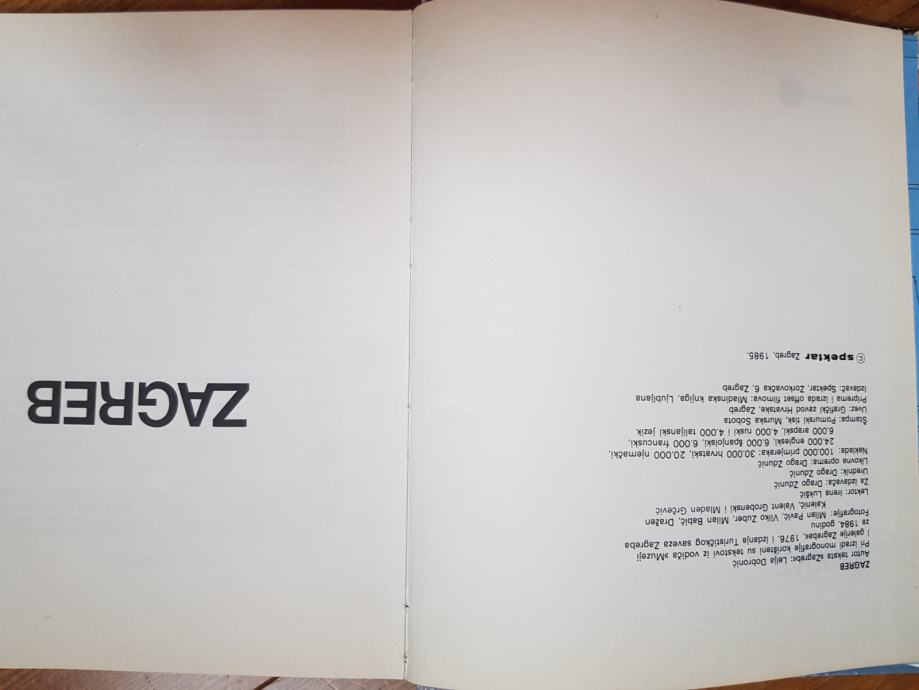 ZAGREB
Autor teksta »Zagreb«: Lelja Dobronić
Pri izradi monografije korišteni su tekstovi iz vodiča »Muzeji
i galerije Zagreba«, 1976. i izdanja Turističkog saveza Zagreba
za 1984. godinu
Fotografije: Milan Pavić, Vilko Zuber, Milan Babić, Dražen
Kalenić, Valent Grobenski i Mladen Grčević
Lektor: Irena Lukšić
Za izdavača: Drago Zdunić
Urednik: Drago Zdunić
Likovna oprema: Drago Zdunić
Naklada: 100.000 primjeraka: 30.000 hrvatski, 20.000 njemački,
24.000 engleski, 6.000 španjolski, 6.000 francuski,
6.000 arapski, 4.000 ruski i 4.000 talijanski jezik
Štampa: Pomurski tisk, Murska Sobota
Uvez: Grafički zavod Hrvatske, Zagreb
Priprema i izrada offset filmova: Mladinska knjiga, Ljubljana
Izdavač: Spektar, Zorkovačka 6, Zagreb
© spektar Zagreb, 1985.
ZAGREB